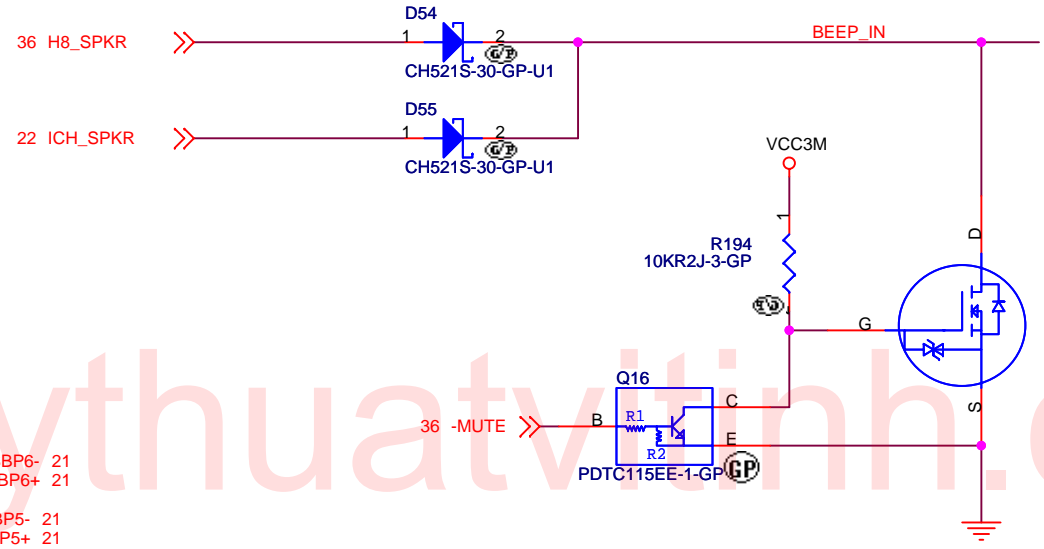 D54
36 H8_SPKR
1
2
BEEP_IN
G/P
CH521S-30-GP-U1
D55
22 ICH_SPKR
1
2
G/P
CH521S-30-GP-U1
VCC3M
1
D
R194
10KR2J-3-GP
G
Q16
C
S
36 -MUTE
B
R1
E
R2
PDTC115EE-1-GP
GP
BP6- 21
BP6+ 21
BP5- 21
P5+ 21
ythuatvitinh.c